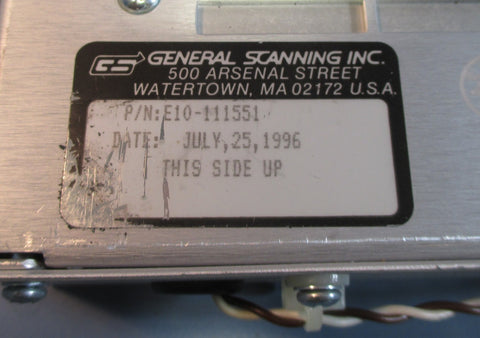 GS GENERAL SCANNING INC.
500 ARSENAL STREET
WATERTOWN, MA 02172 U.S.A.
P/N:E10-111551
DATE: JULY,25,1996
THIS SIDE UP